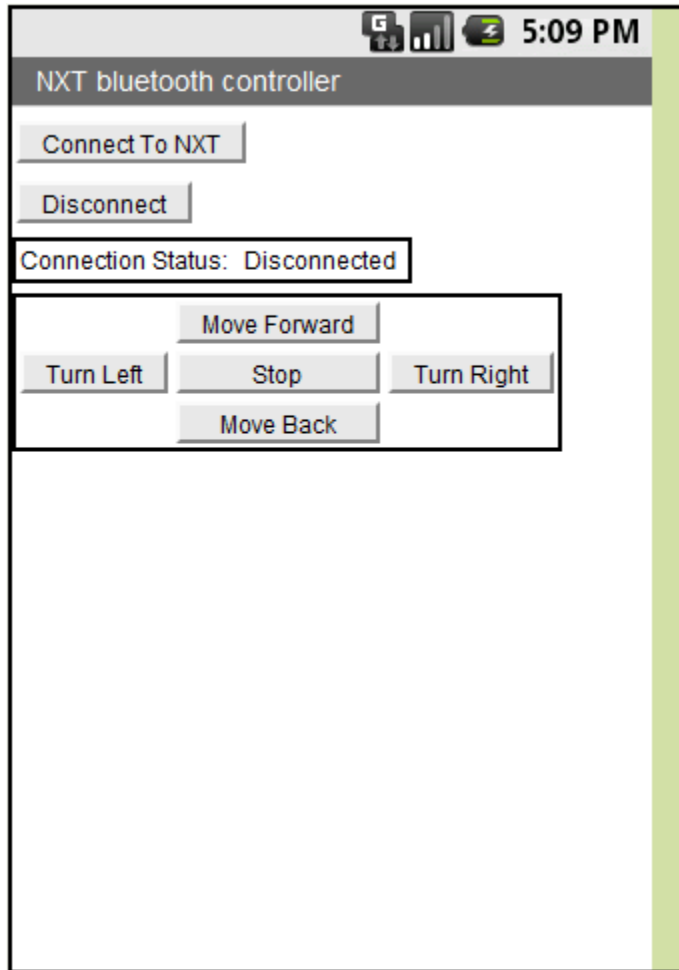 G 5:09 PM
NXT bluetooth controller
Connect To NXT
Disconnect
Connection Status: Disconnected
Move Forward
Turn Left Stop Turn Right
Move Back